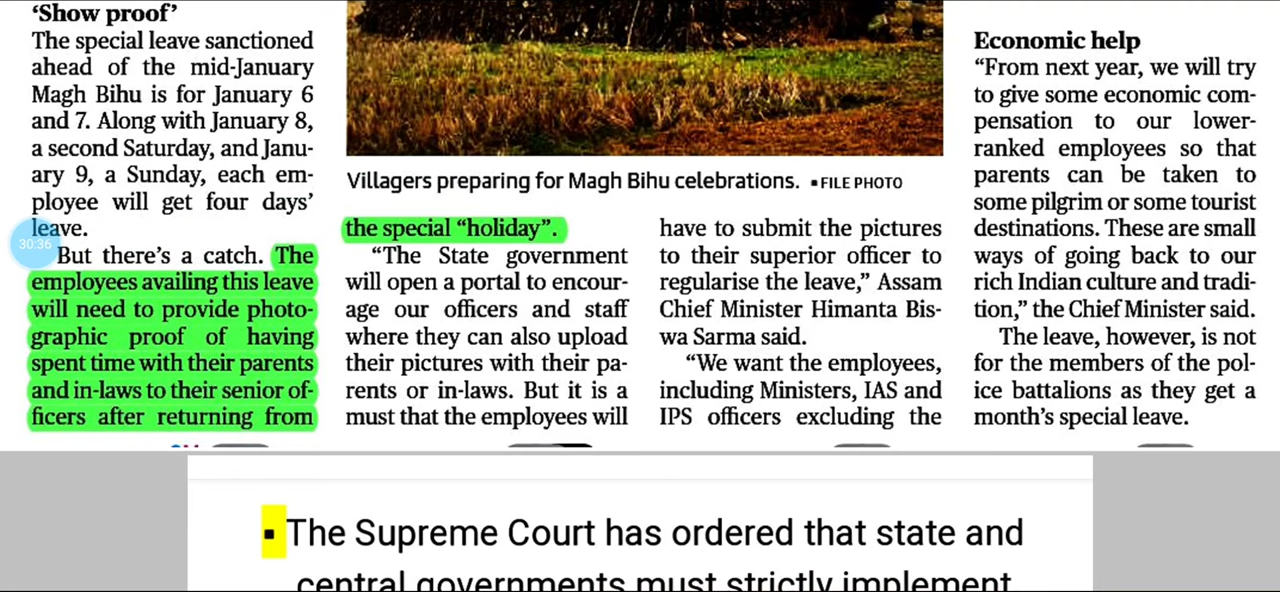 ‘Show proof’
The special leave sanctioned
ahead of the mid-January
Magh Bihu is for January 6
and 7. Along with January 8,
a second Saturday, and Janu-
ary 9, a Sunday, each em-
ployee will get four days’
leave.
30:36
But there’s a catch. The
employees availing this leave
will need to provide photo-
graphic proof of having
spent time with their parents
and in-laws to their senior of-
ficers after returning from
Villagers preparing for Magh Bihu celebrations. ▪FILE PHOTO
the special “holiday”.
“The State government
will open a portal to encour-
age our officers and staff
where they can also upload
their pictures with their pa-
rents or in-laws. But it is a
must that the employees will
have to submit the pictures
to their superior officer to
regularise the leave,” Assam
Chief Minister Himanta Bis-
wa Sarma said.
“We want the employees,
including Ministers, IAS and
IPS officers excluding the
Economic help
“From next year, we will try
to give some economic com-
pensation to our lower-
ranked employees so that
parents can be taken to
some pilgrim or some tourist
destinations. These are small
ways of going back to our
rich Indian culture and tradi-
tion,” the Chief Minister said.
The leave, however, is not
for the members of the pol-
ice battalions as they get a
month’s special leave.
▪ The Supreme Court has ordered that state and
central governments must strictly implement